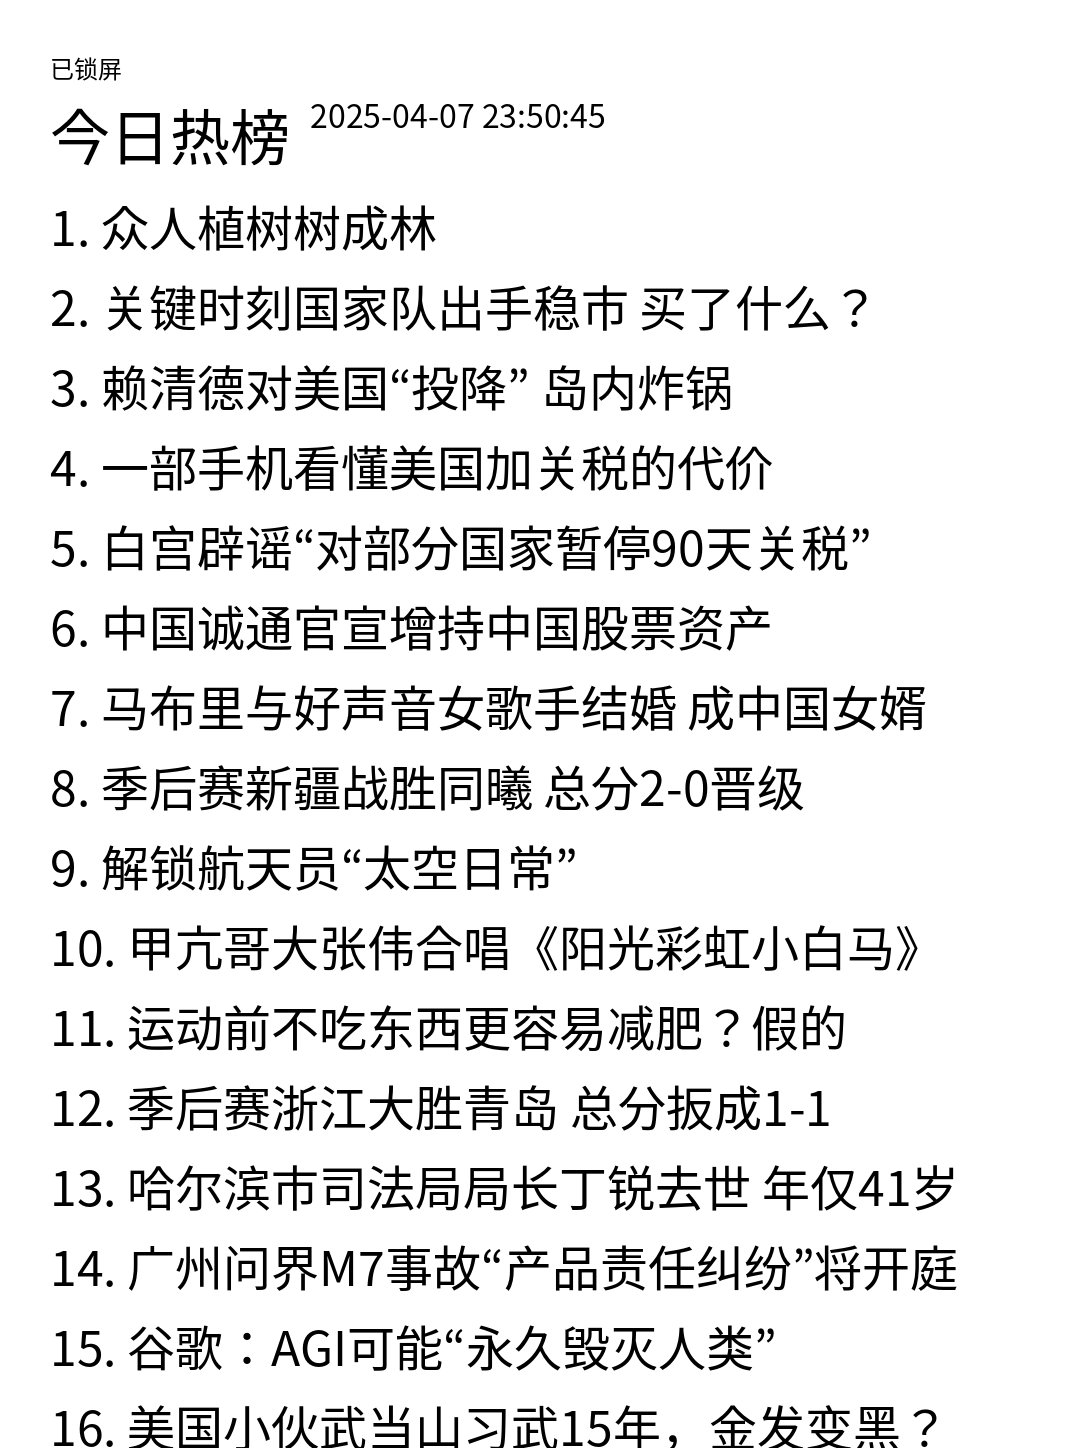 已锁屏
今日热榜 2025-04-07 23:50:45
1. 众人植树树成林
2. 关键时刻国家队出手稳市 买了什么？
3. 赖清德对美国“投降” 岛内炸锅
4. 一部手机看懂美国加关税的代价
5. 白宫辟谣“对部分国家暂停90天关税”
6. 中国诚通官宣增持中国股票资产
7. 马布里与好声音女歌手结婚 成中国女婿
8. 季后赛新疆战胜同曦 总分2-0晋级
9. 解锁航天员“太空日常”
10. 甲亢哥大张伟合唱《阳光彩虹小白马》
11. 运动前不吃东西更容易减肥？假的
12. 季后赛浙江大胜青岛 总分扳成1-1
13. 哈尔滨市司法局局长丁锐去世 年仅41岁
14. 广州问界M7事故“产品责任纠纷”将开庭
15. 谷歌：AGI可能“永久毁灭人类”
16. 美国小伙武当山习武15年，金发变黑？